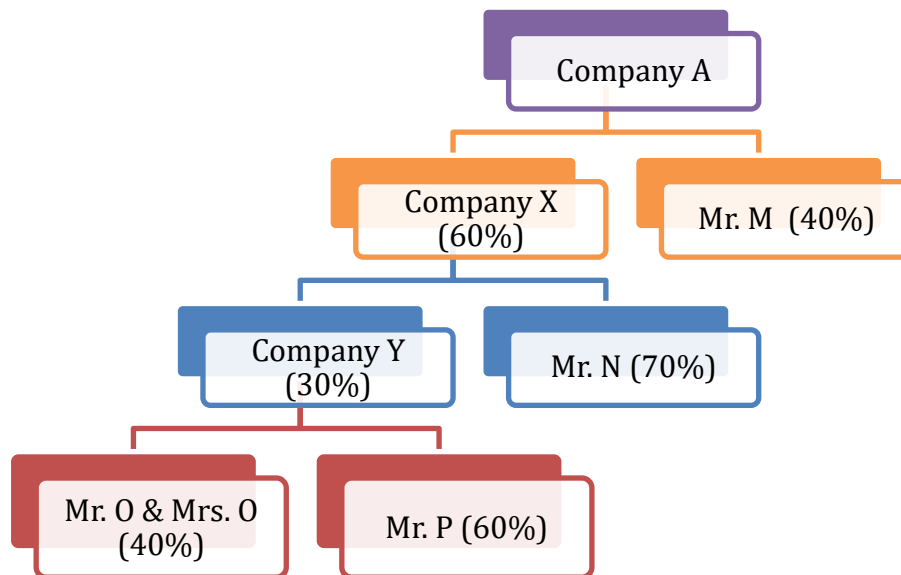 Company A
Company X
(60%)
Mr. M (40%)
Company Y
(30%)
Mr. N (70%)
Mr. O & Mrs. O
(40%)
Mr. P (60%)